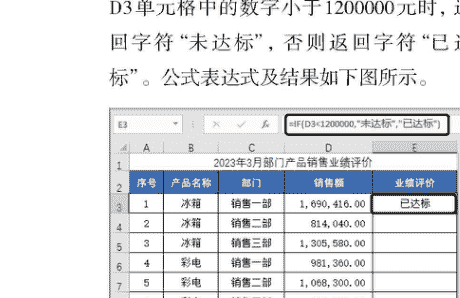 D3单元格中的数字小于1200000元时,
回字符“未达标”,否则返回字符“已
标”。公式表达式及结果如下图所示。
E3 =IF(D3<1200000,"未达标","已达标")
A B C D E
1 2023年3月部门产品销售业绩评价
2 序号 产品名称 部门 销售额 业绩评价
3 1 冰箱 销售一部 1,690,416.00 已达标
4 2 冰箱 销售二部 814,040.00
5 3 冰箱 销售三部 1,305,580.00
6 4 彩电 销售一部 981,360.00
7 5 彩电 销售二部 1,068,300.00